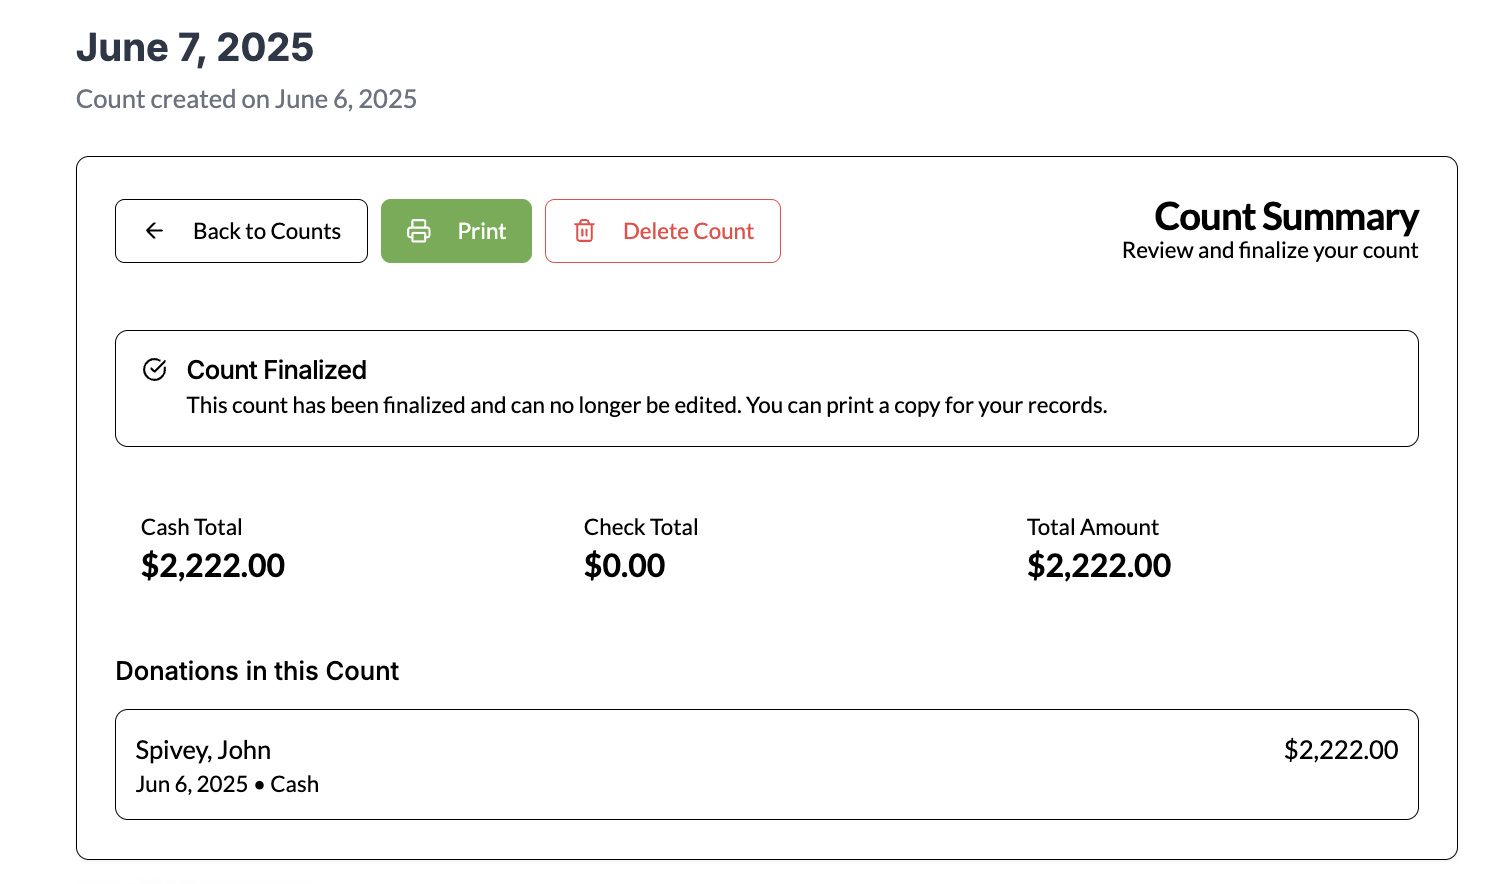 June 7, 2025
Count created on June 6, 2025
Back to Counts
Print
Delete Count
Count Summary
Review and finalize your count
Count Finalized
This count has been finalized and can no longer be edited. You can print a copy for your records.
Cash Total
$2,222.00
Check Total
$0.00
Total Amount
$2,222.00
Donations in this Count
Spivey, John
$2,222.00
Jun 6, 2025 • Cash